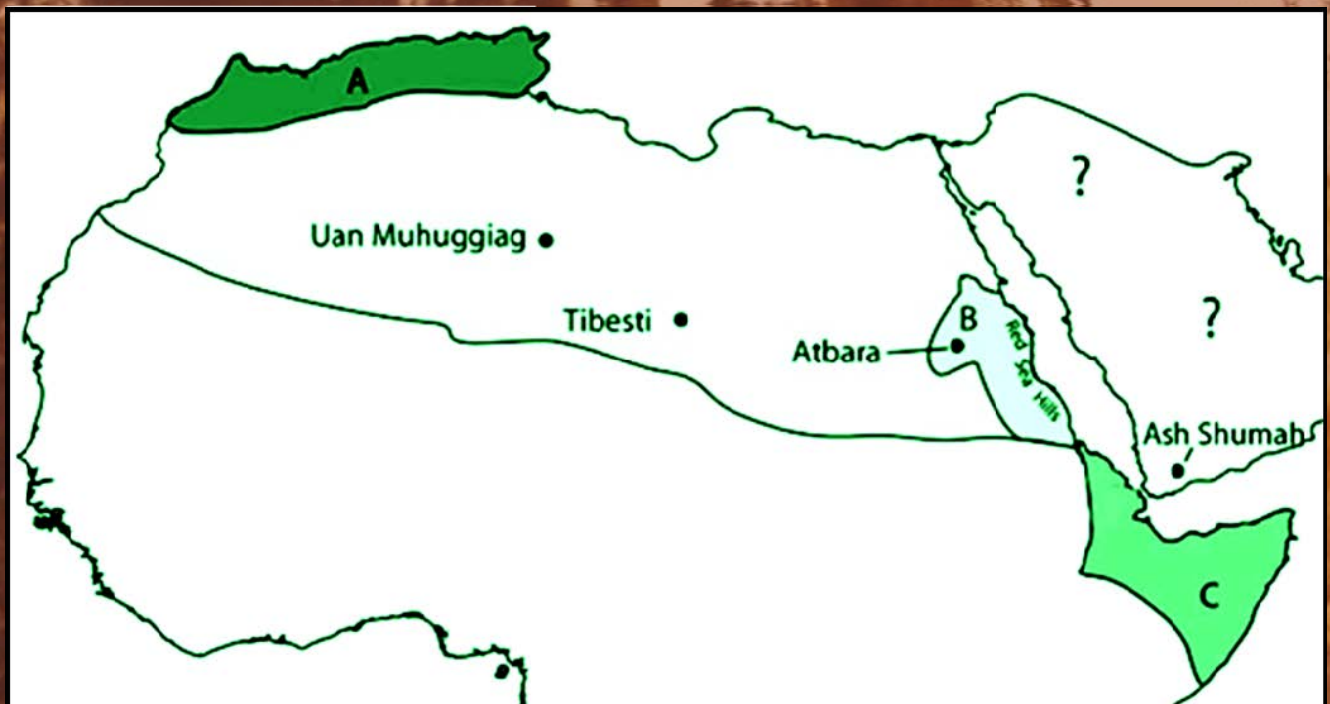 A
?
Uan Muhuggiag
Tibesti
B
Red Sea Hills
?
Atbara
Ash Shumah
C